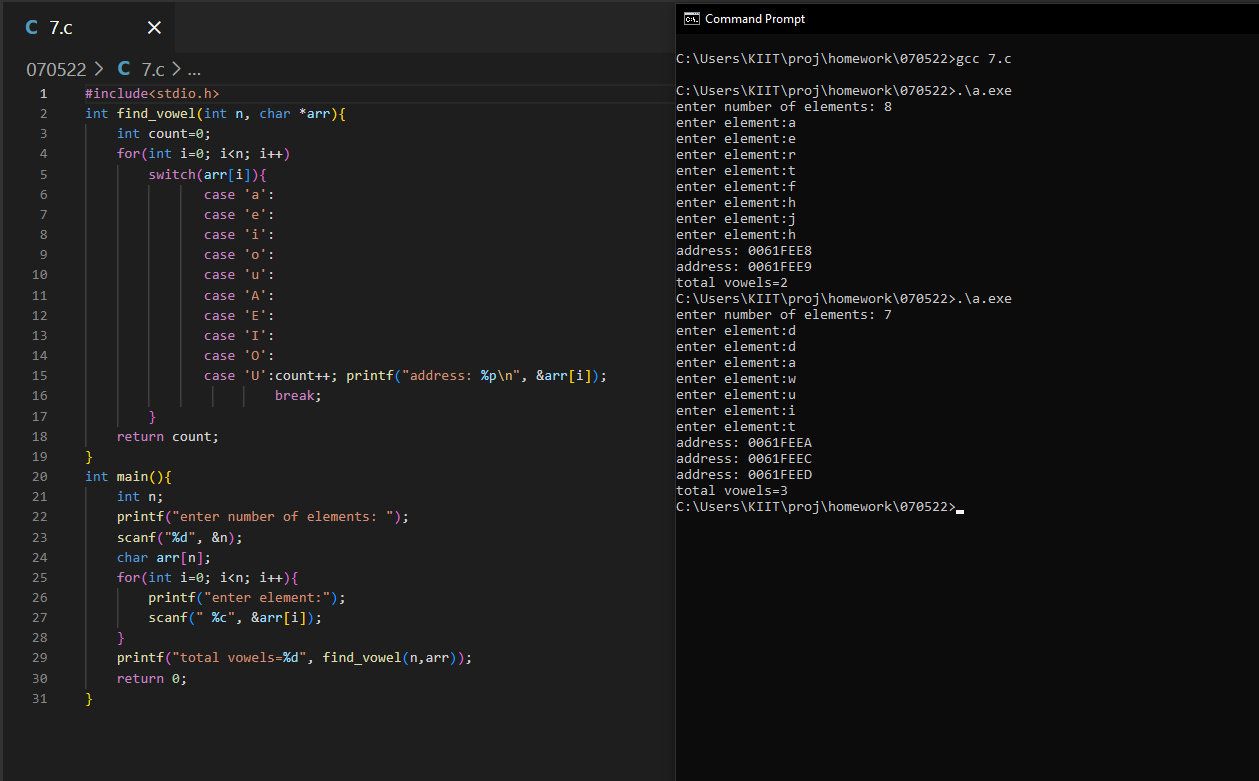 C 7.c ×
070522 > C 7.c > ...
1 #include<stdio.h>
2 int find_vowel(int n, char *arr){
3 int count=0;
4 for(int i=0; i<n; i++)
5 switch(arr[i]){
6 case 'a':
7 case 'e':
8 case 'i':
9 case 'o':
10 case 'u':
11 case 'A':
12 case 'E':
13 case 'I':
14 case 'O':
15 case 'U':count++; printf("address: %p\n", &arr[i]);
16 break;
17 }
18 return count;
19 }
20 int main(){
21 int n;
22 printf("enter number of elements: ");
23 scanf("%d", &n);
24 char arr[n];
25 for(int i=0; i<n; i++){
26 printf("enter element:");
27 scanf(" %c", &arr[i]);
28 }
29 printf("total vowels=%d", find_vowel(n,arr));
30 return 0;
31 }
C:\. Command Prompt
C:\Users\KIIT\proj\homework\070522>gcc 7.c
C:\Users\KIIT\proj\homework\070522>.\a.exe
enter number of elements: 8
enter element:a
enter element:e
enter element:r
enter element:t
enter element:f
enter element:h
enter element:j
enter element:h
address: 0061FEE8
address: 0061FEE9
total vowels=2
C:\Users\KIIT\proj\homework\070522>.\a.exe
enter number of elements: 7
enter element:d
enter element:d
enter element:a
enter element:w
enter element:u
enter element:i
enter element:t
address: 0061FEEA
address: 0061FEEC
address: 0061FEED
total vowels=3
C:\Users\KIIT\proj\homework\070522>